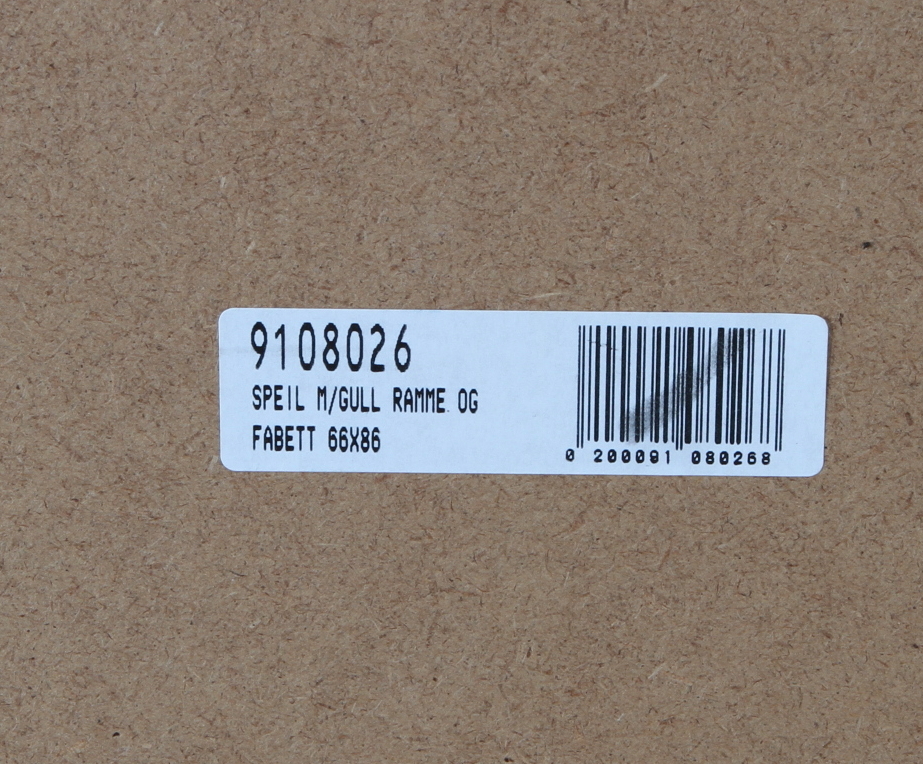 9108026
SPEIL M/GULL RAMME OG
FABETT 66X86
0 200091 080268